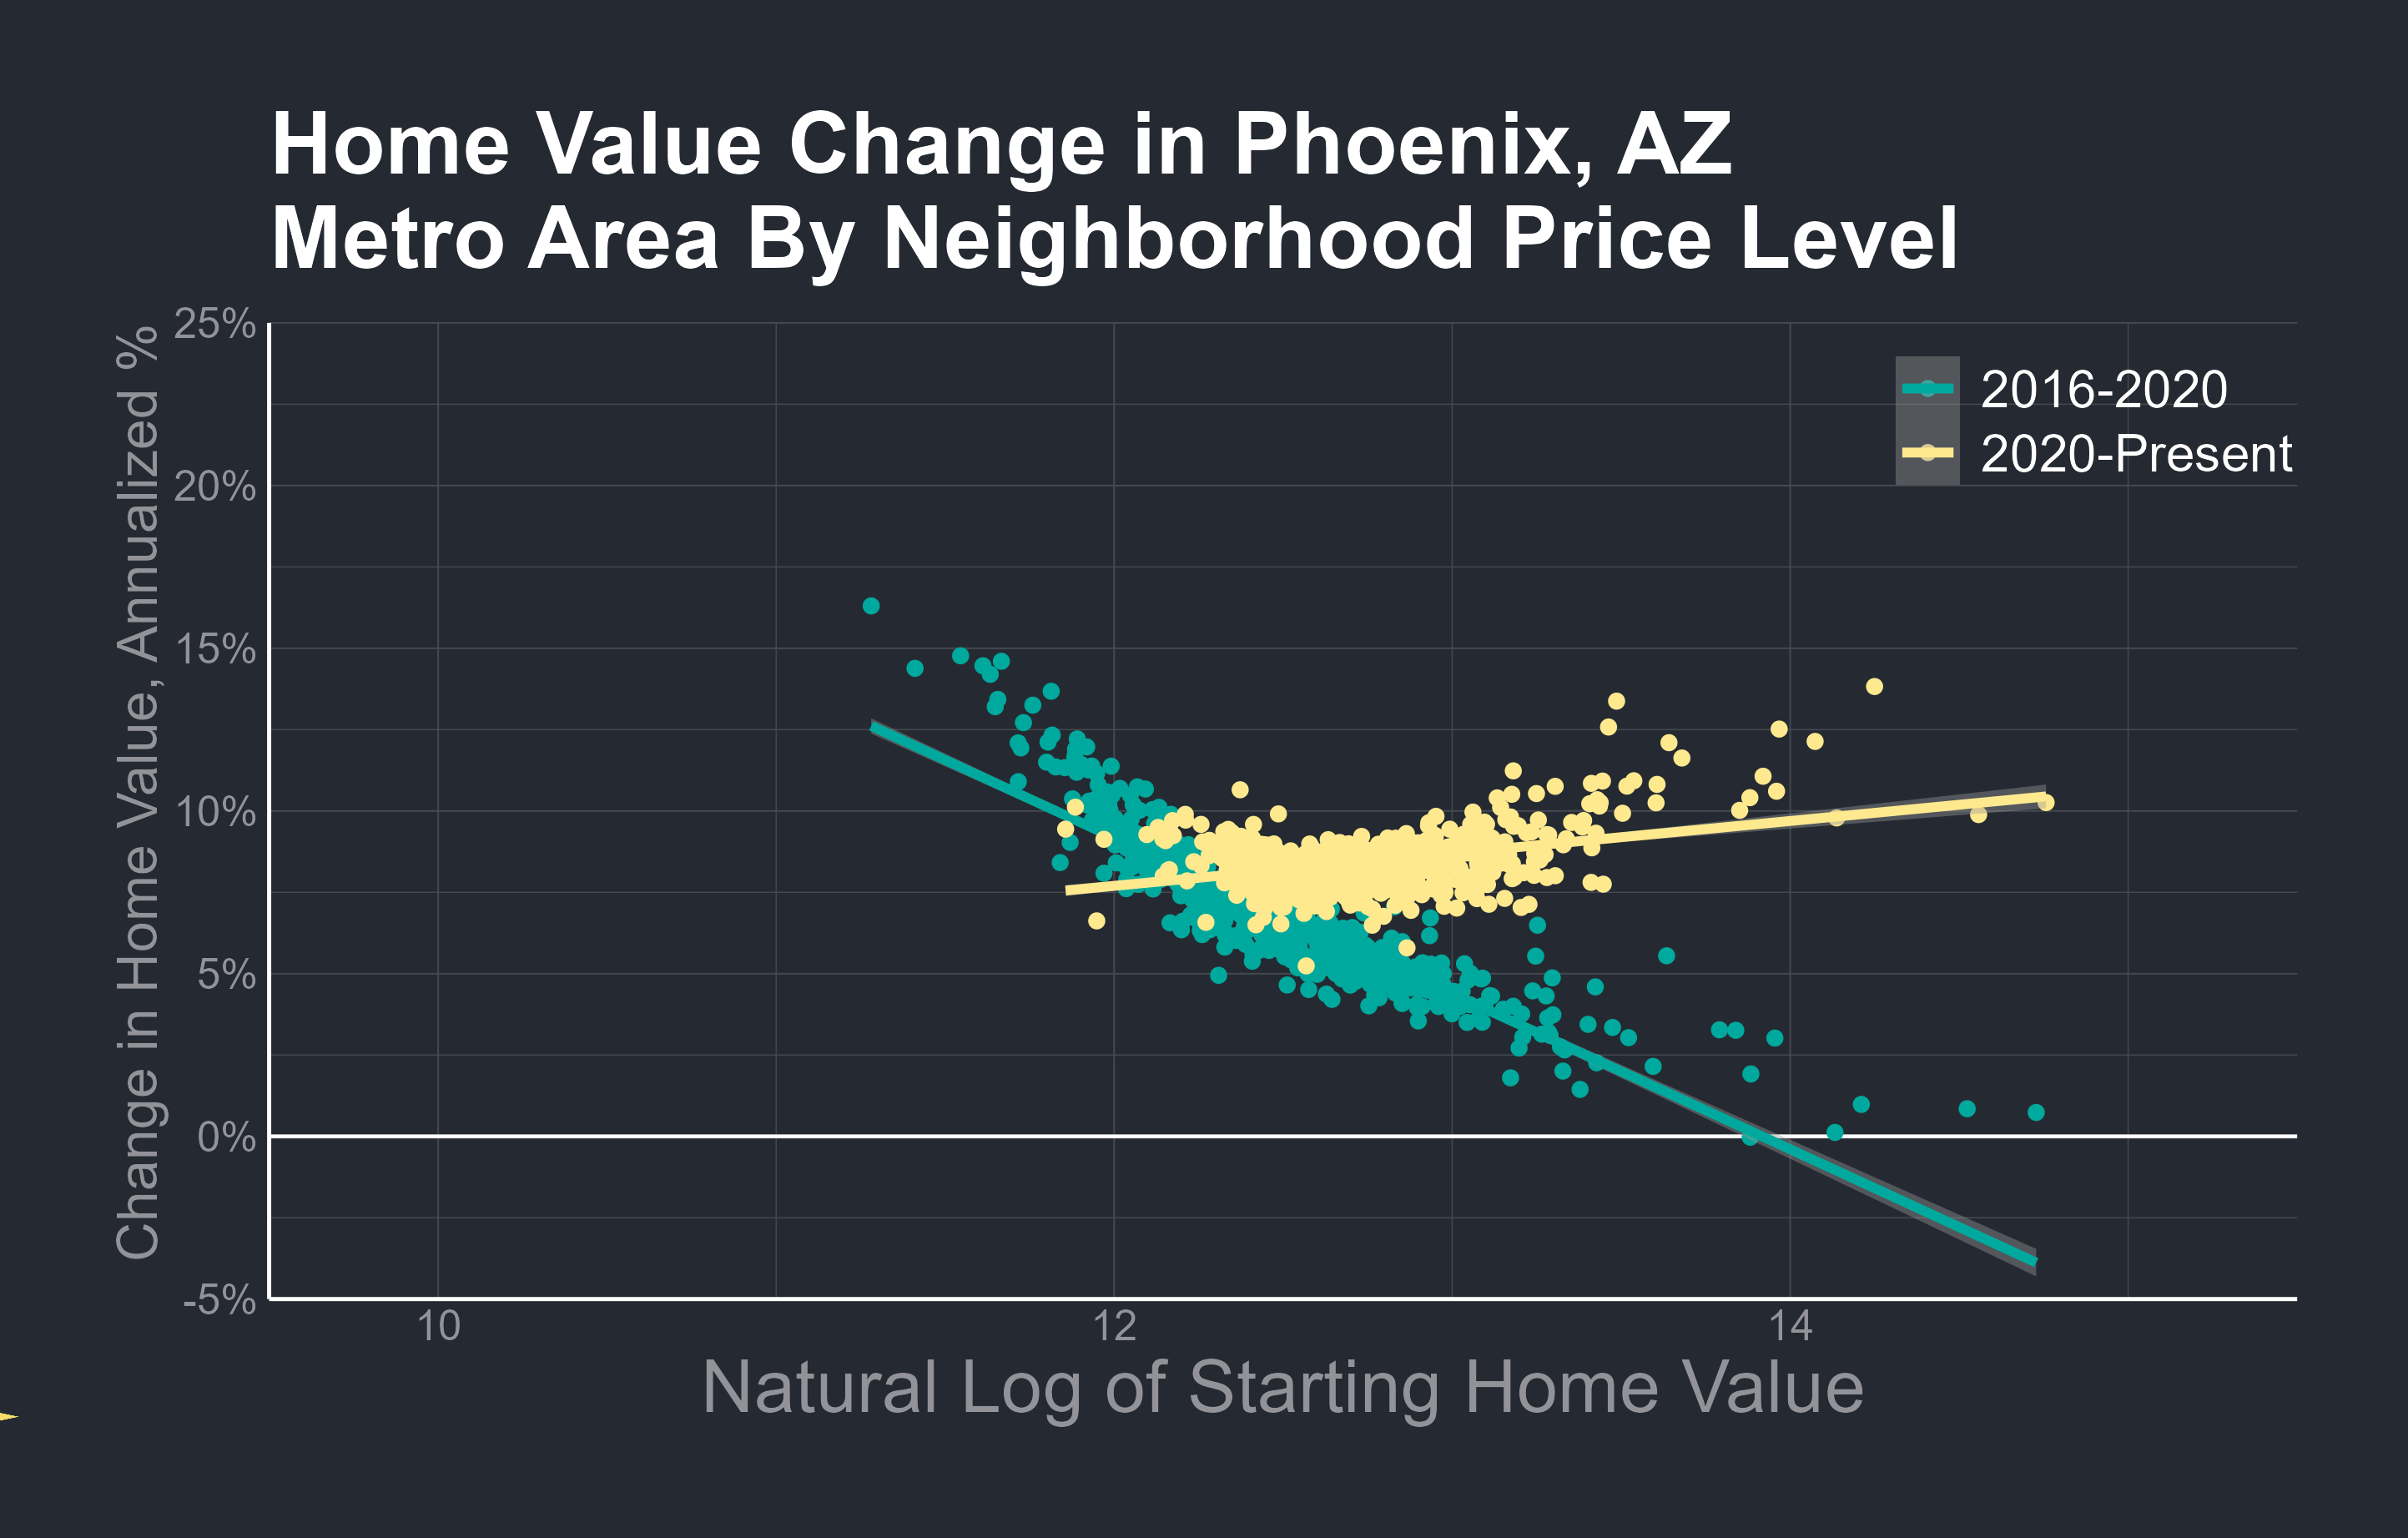 Home Value Change in Phoenix, AZ
Metro Area By Neighborhood Price Level
Change in Home Value, Annualized %
25%
20%
15%
10%
5%
0%
-5%
2016-2020
2020-Present
10
12
14
Natural Log of Starting Home Value